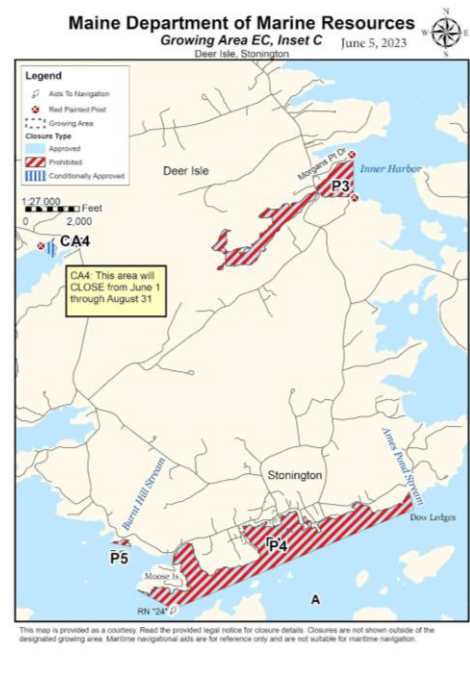 Maine Department of Marine Resources
Growing Area EC, Inset C
June 5, 2023
Deer Isle, Stonington
N
W
E
S
Legend
Aids To Navigation
Red Painted Post
Growing Area
Closure Type
Approved
Prohibited
Conditionally Approved
1:27,000
Feet
0 2,000
Deer Isle
Morgans Pt Dr
Inner Harbor
P3
CA4
CA4: This area will
CLOSE from June 1
through August 31
Burnt Hill Stream
Stonington
Ames Pond Stream
Dow Ledges
P4
P5
Moose Is
RN "24"
A
This map is provided as a courtesy. Read the provided legal notice for closure details. Closures are not shown outside of the
designated growing area. Maritime navigational aids are for reference only and are not suitable for maritime navigation.